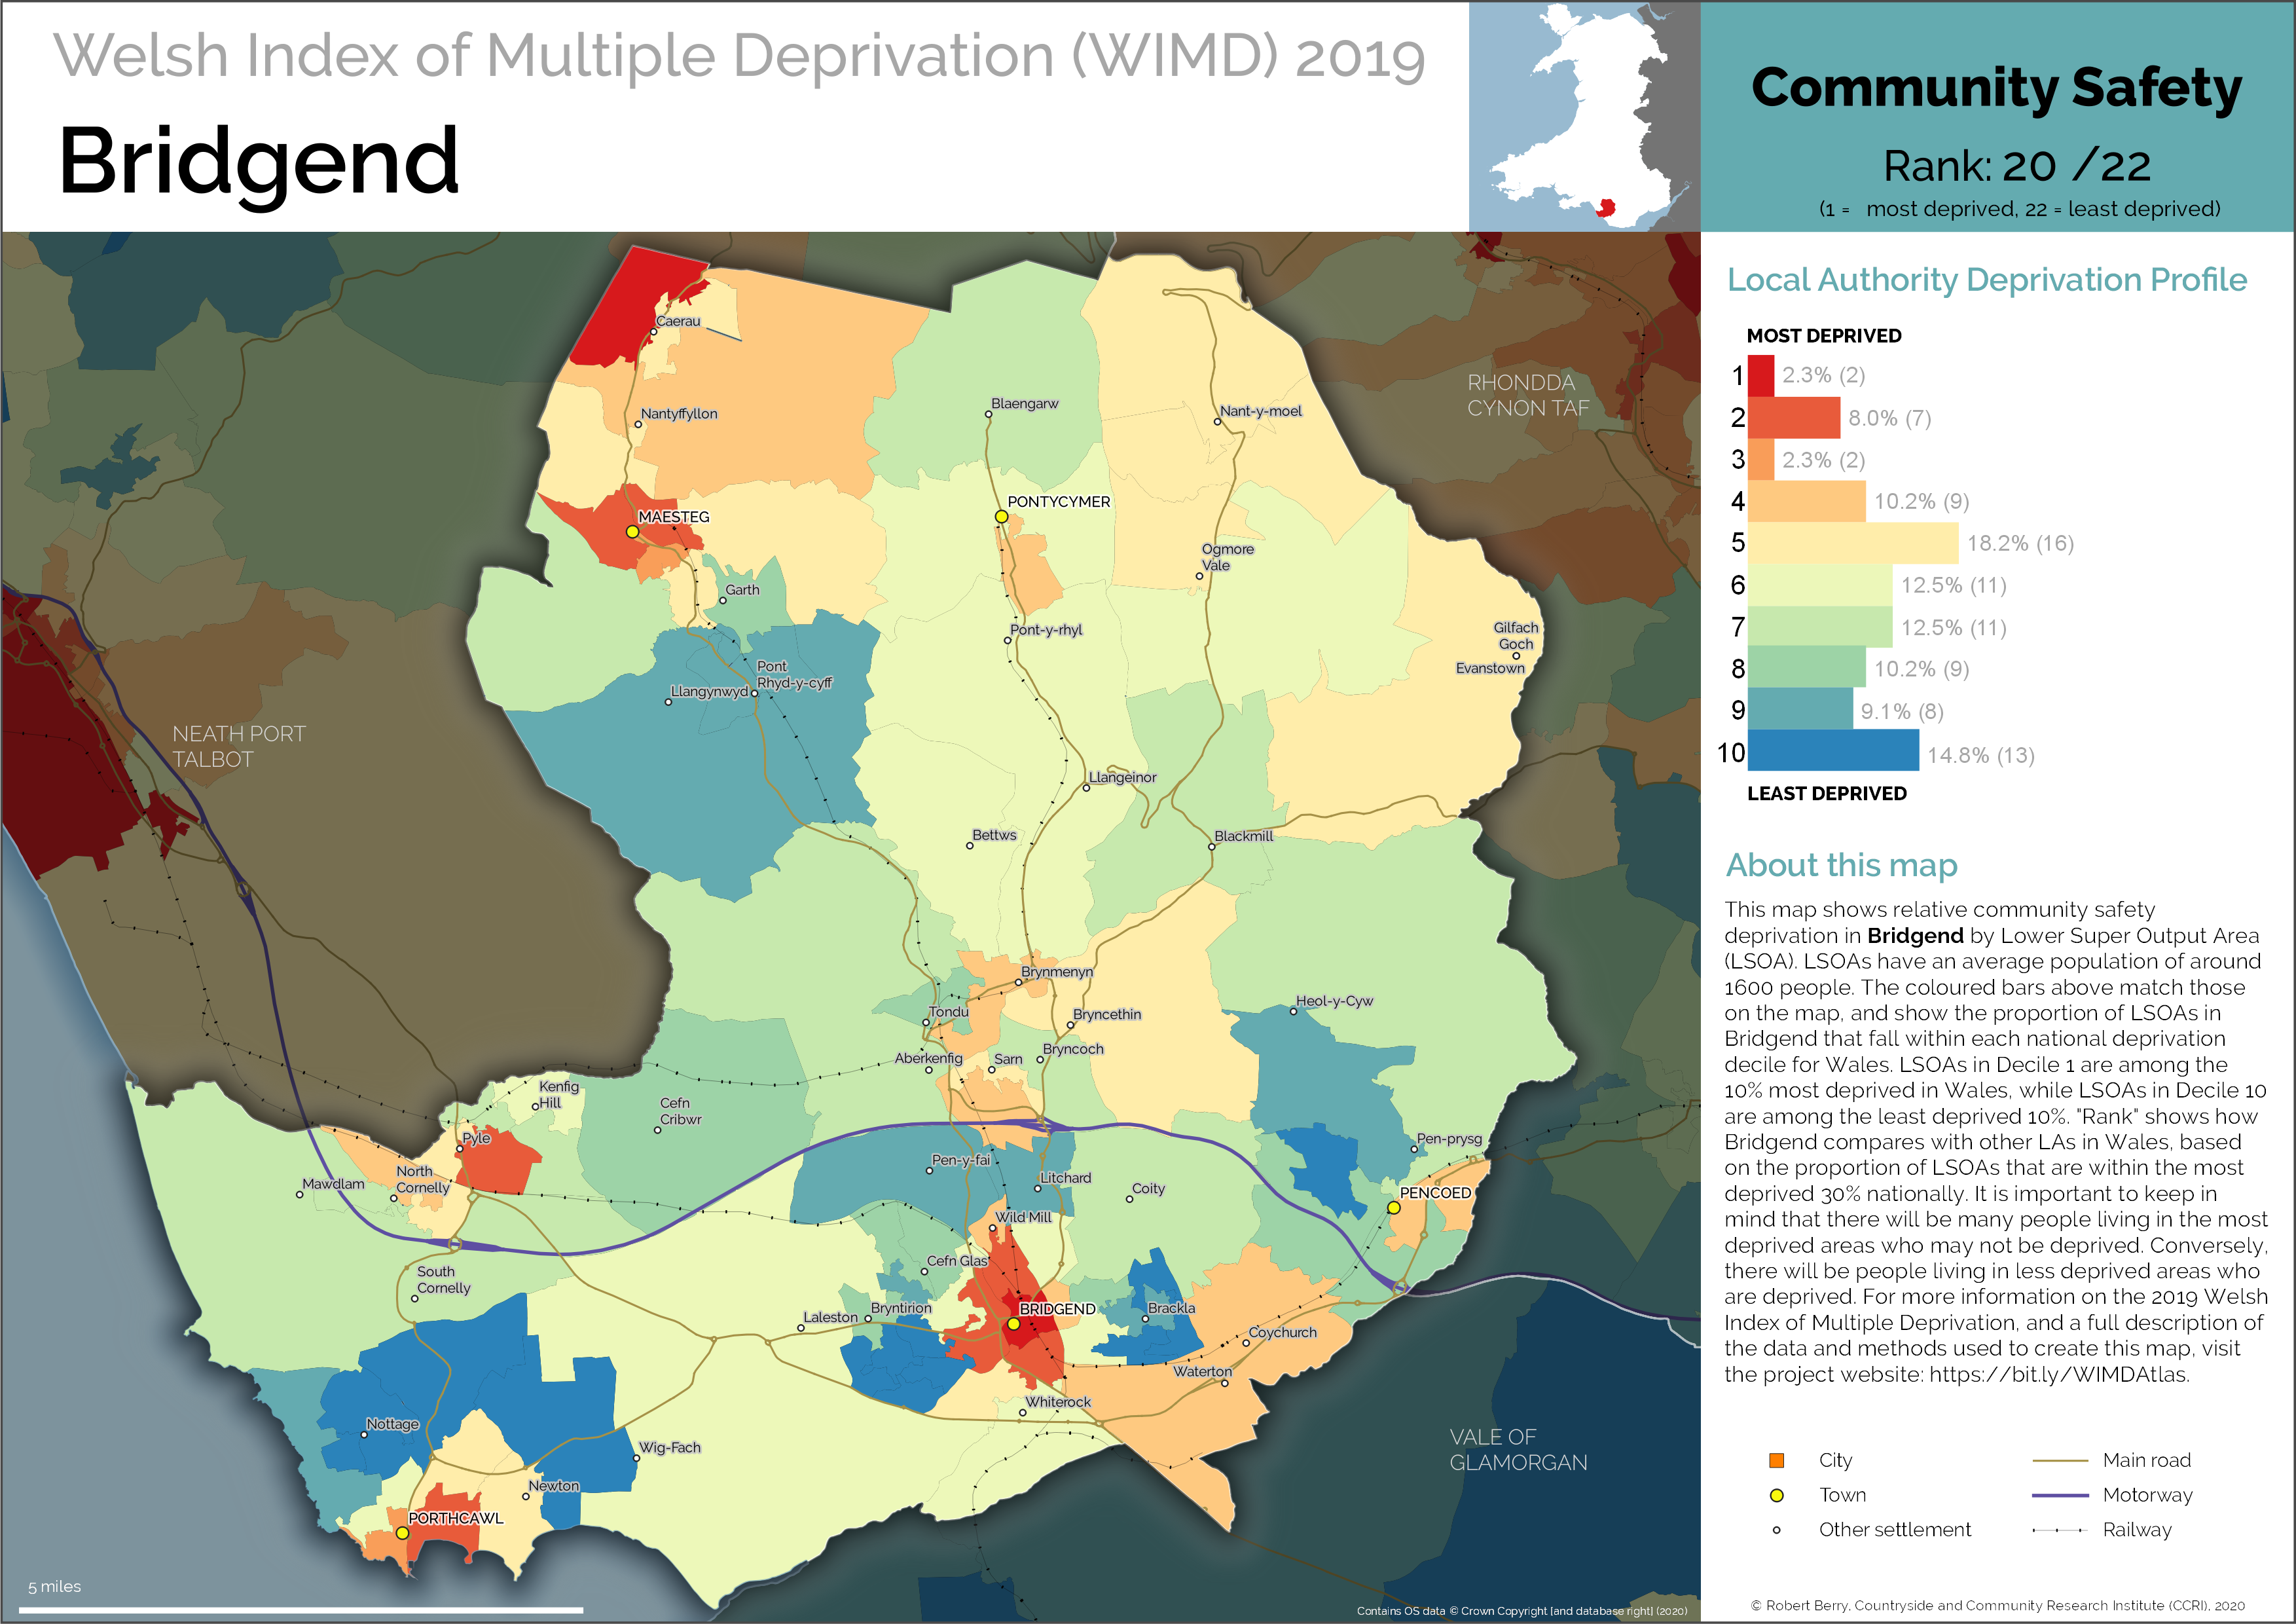 Welsh Index of Multiple Deprivation (WIMD) 2019
Bridgend
Community Safety
Rank: 20 /22
(1 = most deprived, 22 = least deprived)
Local Authority Deprivation Profile
MOST DEPRIVED
1 2.3% (2)
2 8.0% (7)
3 2.3% (2)
4 10.2% (9)
5 18.2% (16)
6 12.5% (11)
7 12.5% (11)
8 10.2% (9)
9 9.1% (8)
10 14.8% (13)
LEAST DEPRIVED
About this map
This map shows relative community safety
deprivation in Bridgend by Lower Super Output Area
(LSOA). LSOAs have an average population of around
1600 people. The coloured bars above match those
on the map, and show the proportion of LSOAs in
Bridgend that fall within each national deprivation
decile for Wales. LSOAs in Decile 1 are among the
10% most deprived in Wales, while LSOAs in Decile 10
are among the least deprived 10%. "Rank" shows how
Bridgend compares with other LAs in Wales, based
on the proportion of LSOAs that are within the most
deprived 30% nationally. It is important to keep in
mind that there will be many people living in the most
deprived areas who may not be deprived. Conversely,
there will be people living in less deprived areas who
are deprived. For more information on the 2019 Welsh
Index of Multiple Deprivation, and a full description of
the data and methods used to create this map, visit
the project website: https://bit.ly/WIMDAtlas.
City
Town
Other settlement
Main road
Motorway
Railway
© Robert Berry, Countryside and Community Research Institute (CCRI), 2020
Caerau
Nantyffyllon
MAESTEG
Garth
Blaengarw
PONTYCYMER
Nant-y-moel
Ogmore
Vale
RHONDDA
CYNON TAF
Gilfach
Goch
Evanstown
Pont-y-rhyl
Pont
Rhyd-y-cyff
Llangynwyd
NEATH PORT
TALBOT
Llangeinor
Bettws
Blackmill
Brynmenyn
Heol-y-Cyw
Tondu
Bryncethin
Aberkenfig
Sarn
Bryncoch
Kenfig
Hill
Cefn
Cribwr
Pyle
North
Cornelly
Mawdlam
Pen-y-fai
Litchard
Coity
Pen-prysg
PENCOED
Wild Mill
Cefn Glas
South
Cornelly
Laleston
Bryntirion
BRIDGEND
Brackla
Coychurch
Waterton
Whiterock
Nottage
Wig-Fach
Newton
PORTHCAWL
VALE OF
GLAMORGAN
5 miles
Contains OS data © Crown Copyright [and database right] (2020)